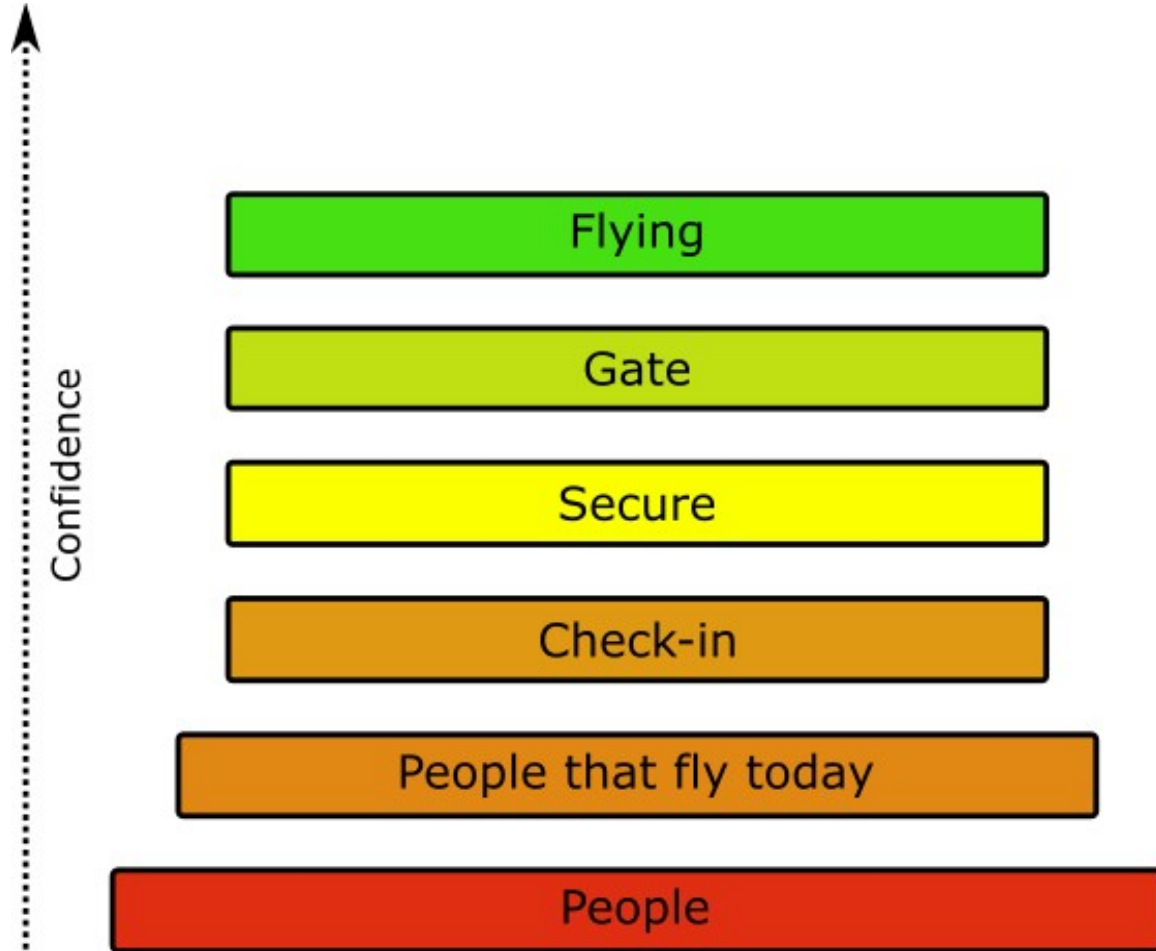 Flying
Gate
Secure
Confidence
Check-in
People that fly today
People